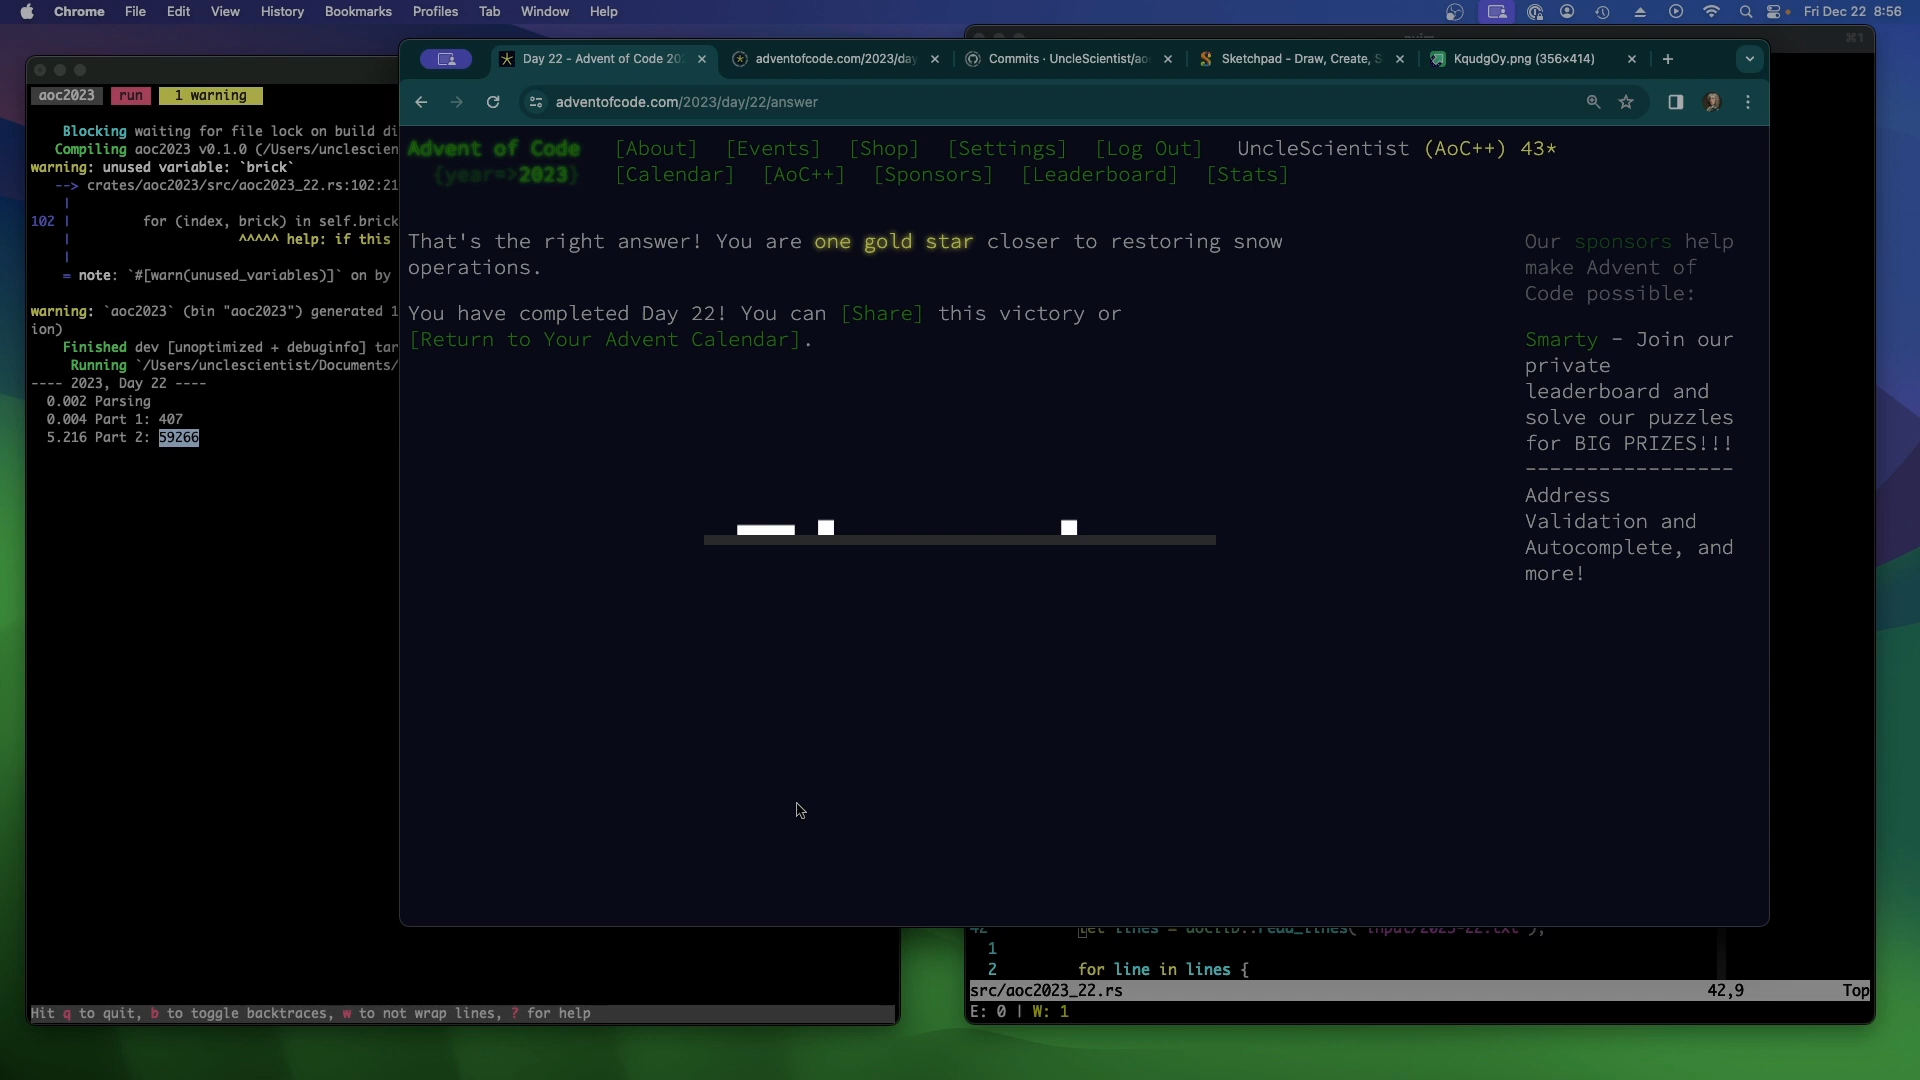 Chrome File Edit View History Bookmarks Profiles Tab Window Help
Fri Dec 22 8:56
⌘1
Day 22 - Advent of Code 202
adventofcode.com/2023/day
Commits · UncleScientist/ao
Sketchpad - Draw, Create, S
KqudgOy.png (356×414)
adventofcode.com/2023/day/22/answer
aoc2023 run 1 warning
Blocking waiting for file lock on build di
Compiling aoc2023 v0.1.0 (/Users/unclescien
warning: unused variable: `brick`
--> crates/aoc2023/src/aoc2023_22.rs:102:21
|
102 | for (index, brick) in self.brick
| ^^^^^ help: if this
|
= note: `#[warn(unused_variables)]` on by
warning: `aoc2023` (bin "aoc2023") generated 1
ion)
Finished dev [unoptimized + debuginfo] tar
Running `/Users/unclescientist/Documents/
---- 2023, Day 22 ----
0.002 Parsing
0.004 Part 1: 407
5.216 Part 2: 59266
Hit q to quit, b to toggle backtraces, w to not wrap lines, ? for help
Advent of Code [About] [Events] [Shop] [Settings] [Log Out] UncleScientist (AoC++) 43*
{year=>2023} [Calendar] [AoC++] [Sponsors] [Leaderboard] [Stats]
That's the right answer! You are one gold star closer to restoring snow
operations.
You have completed Day 22! You can [Share] this victory or
[Return to Your Advent Calendar].
Our sponsors help
make Advent of
Code possible:
Smarty - Join our
private
leaderboard and
solve our puzzles
for BIG PRIZES!!!
-----------------
Address
Validation and
Autocomplete, and
more!
42 let lines = aoclib::read_lines("input/2023-22.txt");
1
2 for line in lines {
src/aoc2023_22.rs 42,9 Top
E: 0 | W: 1